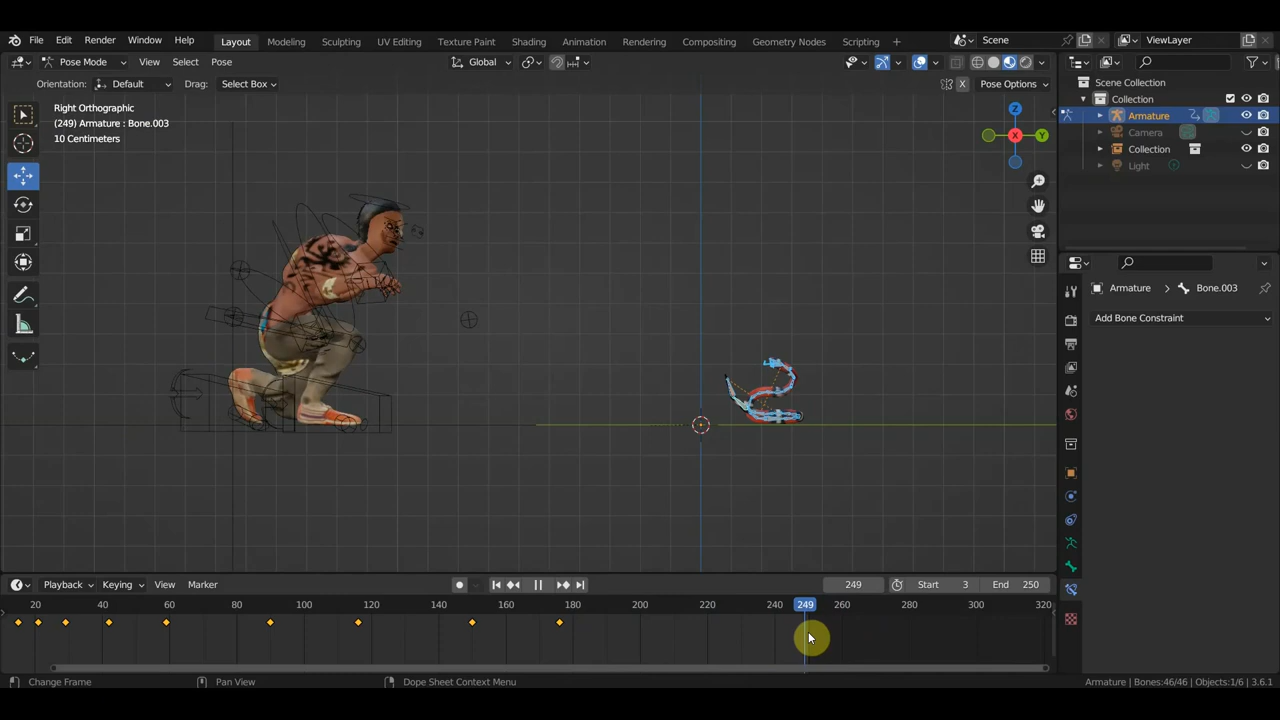 File Edit Render Window Help Layout Modeling Sculpting UV Editing Texture Paint Shading Animation Rendering Compositing Geometry Nodes Scripting + Scene ViewLayer
Pose Mode View Select Pose Global
Orientation: Default Drag: Select Box X Pose Options
Right Orthographic
(249) Armature : Bone.003
10 Centimeters
Z
X
Y
Scene Collection
Collection
Armature
Camera
Collection
Light
Armature > Bone.003
Add Bone Constraint
Playback Keying View Marker 249 Start 3 End 250
20 40 60 80 100 120 140 160 180 200 220 240 249 260 280 300 320
Change Frame Pan View Dope Sheet Context Menu Armature | Bones:46/46 | Objects:1/6 | 3.6.1